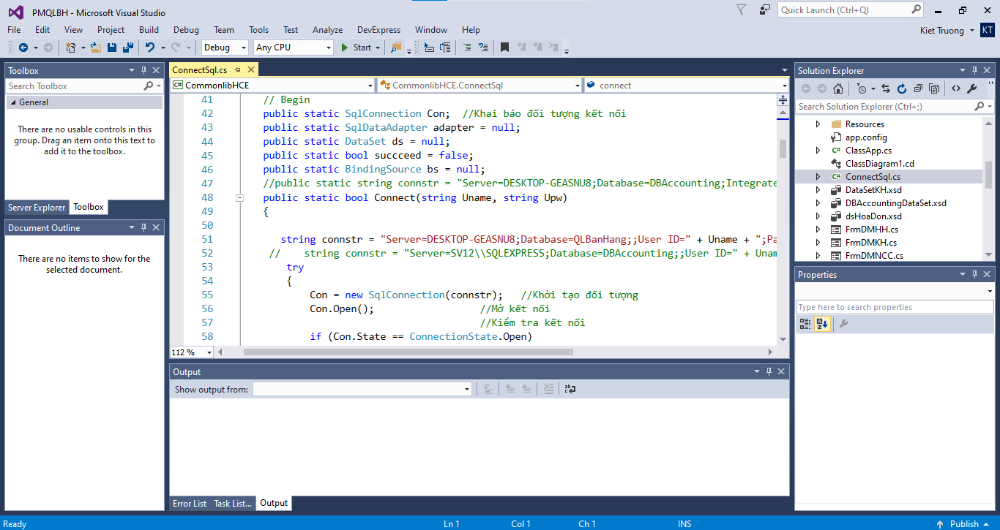 PMQLBH - Microsoft Visual Studio
Quick Launch (Ctrl+Q)
File Edit View Project Build Debug Team Tools Test Analyze DevExpress Window Help
Kiet Truong KT
Debug Any CPU Start
Toolbox
Search Toolbox
General
There are no usable controls in this
group. Drag an item onto this text to
add it to the toolbox.
Server Explorer Toolbox
Document Outline
There are no items to show for the
selected document.
ConnectSql.cs
CommonlibHCE CommonlibHCE.ConnectSql connect
41 // Begin
42 public static SqlConnection Con; //Khai báo đối tượng kết nối
43 public static SqlDataAdapter adapter = null;
44 public static DataSet ds = null;
45 public static bool succceed = false;
46 public static BindingSource bs = null;
47 //public static string connstr = "Server=DESKTOP-GEASNU8;Database=DBAccounting;Integrate
48 public static bool Connect(string Uname, string Upw)
49 {
50
51 string connstr = "Server=DESKTOP-GEASNU8;Database=QLBanHang;;User ID=" + Uname + ";Pa
52 // string connstr = "Server=SV12\\SQLEXPRESS;Database=DBAccounting;;User ID=" + Unam
53 try
54 {
55 Con = new SqlConnection(connstr); //Khởi tạo đối tượng
56 Con.Open(); //Mở kết nối
57 //Kiểm tra kết nối
58 if (Con.State == ConnectionState.Open)
112 %
Output
Show output from:
Error List Task List... Output
Solution Explorer
Search Solution Explorer (Ctrl+;)
Resources
app.config
ClassApp.cs
ClassDiagram1.cd
ConnectSql.cs
DataSetKH.xsd
DBAccountingDataSet.xsd
dsHoaDon.xsd
FrmDMHH.cs
FrmDMKH.cs
FrmDMNCC.cs
Properties
Type here to search properties
Ready Ln 1 Col 1 Ch 1 INS Publish